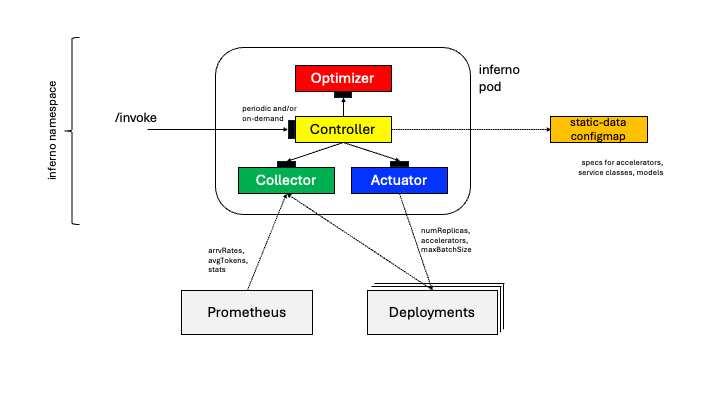 Optimizer
inferno
pod
inferno namespace
periodic and/or
on-demand
/invoke
Controller
static-data
configmap
specs for accelerators,
service classes, models
Collector
Actuator
numReplicas,
accelerators,
maxBatchSize
arrvRates,
avgTokens,
stats
Prometheus
Deployments